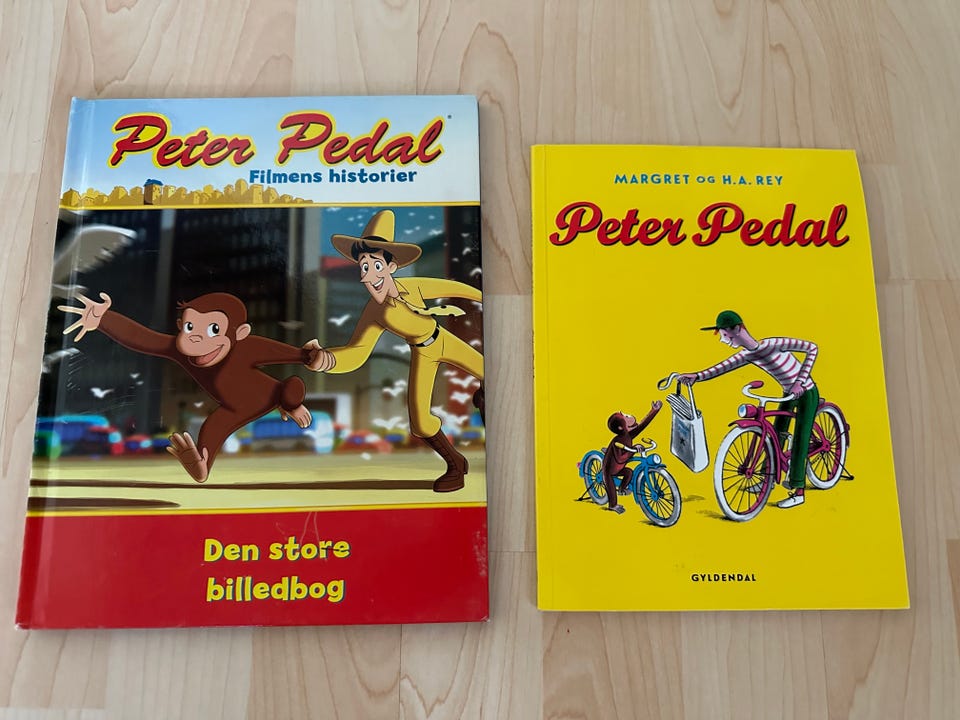 Peter Pedal
Filmens historier
Den store
billedbog
MARGRET OG H.A. REY
Peter Pedal
GYLDENDAL